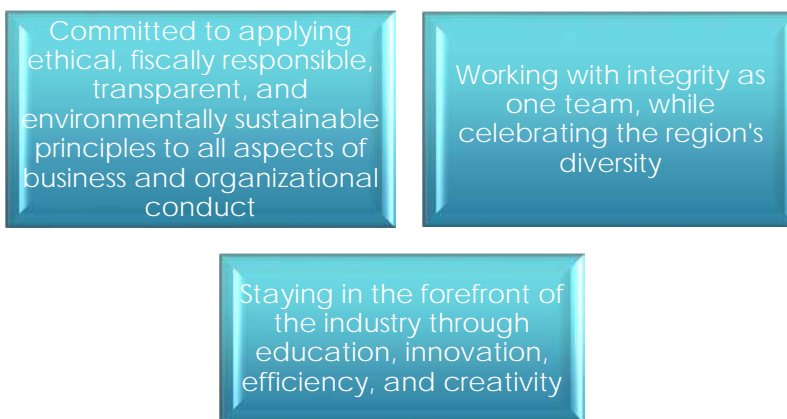 Committed to applying
ethical, fiscally responsible,
transparent, and
environmentally sustainable
principles to all aspects of
business and organizational
conduct
Working with integrity as
one team, while
celebrating the region's
diversity
Staying in the forefront of
the industry through
education, innovation,
efficiency, and creativity